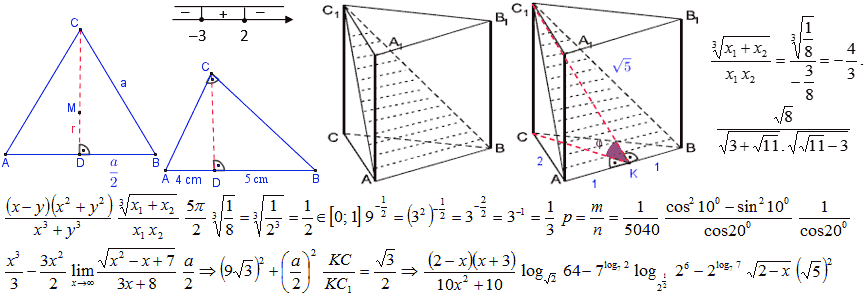 − + −
−3 2
C
a
M
r
A D B
a/2
C
A 4 cm D 5 cm B
C₁ B₁
A₁
C B
A
C₁ B₁
A₁
√5
φ
C 2 B
1 K 1
A
∛(x₁ + x₂) / (x₁ x₂) = ∛(1/8) / (−3/8) = −4/3.
√8 / (√(3+√11) . √(√11−3))
(x−y)(x²+y²) / (x³+y³) ∛(x₁+x₂) / (x₁ x₂) 5π/2 ∛(1/8) = ∛(1/2³) = 1/2 ∈ [0; 1] 9^(−1/2) = (3²)^(−1/2) = 3^(−2/2) = 3⁻¹ = 1/3 p = m/n = 1/5040 (cos² 10⁰ − sin² 10⁰) / cos20⁰ 1/cos20⁰
x³/3 − 3x²/2 lim x→∞ √(x² − x + 7) / (3x + 8) a/2 ⇒ (9√3)² + (a/2)² KC/KC₁ = √3/2 ⇒ (2−x)(x+3) / (10x² + 10) log_√2 64 − 7^(log₇ 2) log_(2^(1/2)) 2⁶ − 2^(log₂ 7) √(2−x) (√5)²